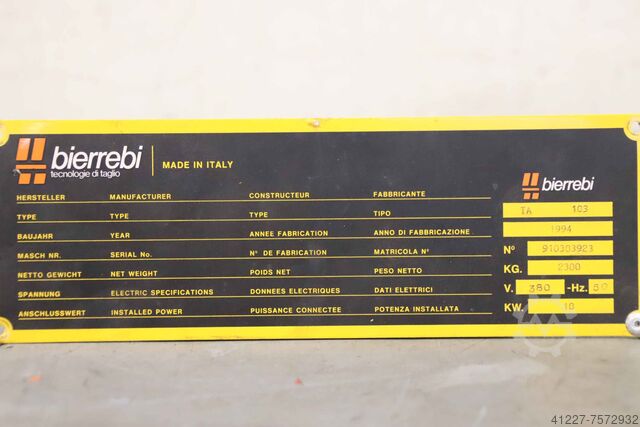 bierrebi MADE IN ITALY
tecnologie di taglio
HERSTELLER MANUFACTURER CONSTRUCTEUR FABBRICANTE bierrebi
TYPE TYPE TYPE TIPO TA 103
BAUJAHR YEAR ANNEE FABRICATION ANNO DI FABBRICAZIONE 1994
MASCH NR. SERIAL No. N° DE FABRICATION MATRICOLA N° N° 910303923
NETTO GEWICHT NET WEIGHT POIDS NET PESO NETTO KG. 2300
SPANNUNG ELECTRIC SPECIFICATIONS DONNEES ELECTRIQUES DATI ELETTRICI V. 380 -Hz. 50
ANSCHLUSSWERT INSTALLED POWER PUISSANCE CONNECTEE POTENZA INSTALLATA KW. 10
41227-7572932